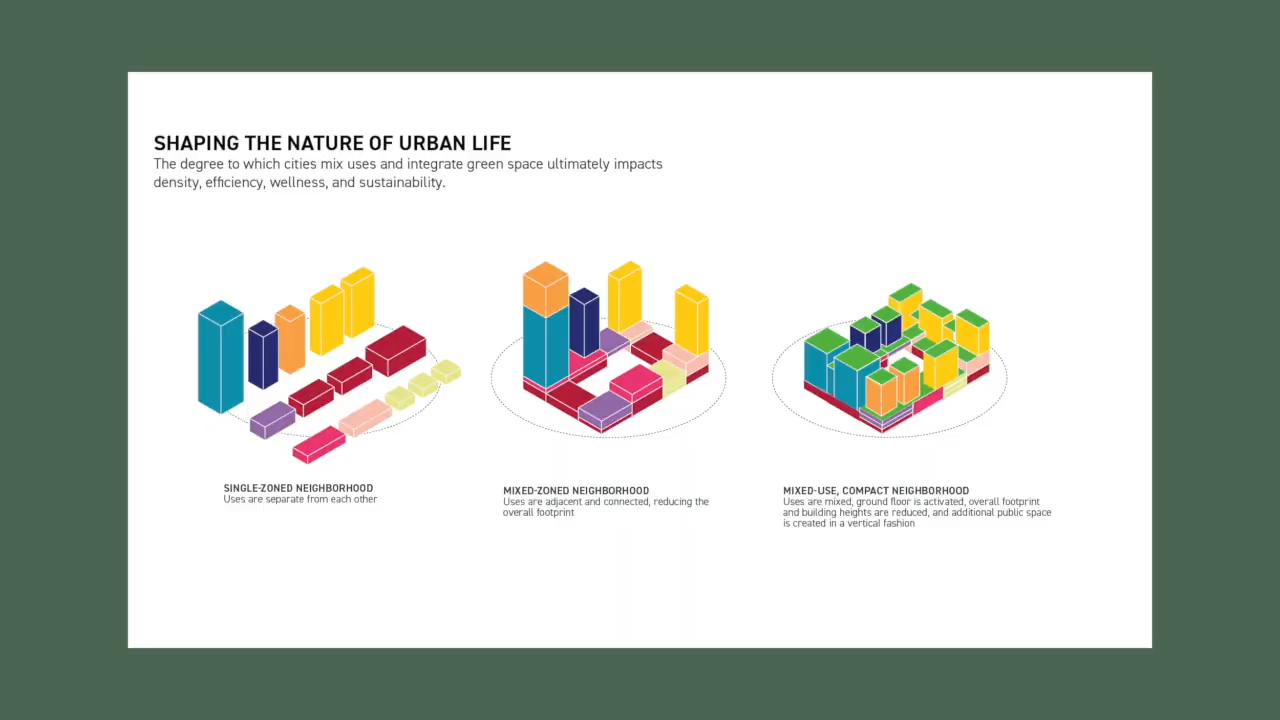 SHAPING THE NATURE OF URBAN LIFE
The degree to which cities mix uses and integrate green space ultimately impacts
density, efficiency, wellness, and sustainability.
SINGLE-ZONED NEIGHBORHOOD
Uses are separate from each other
MIXED-ZONED NEIGHBORHOOD
Uses are adjacent and connected, reducing the
overall footprint
MIXED-USE, COMPACT NEIGHBORHOOD
Uses are mixed, ground floor is activated, overall footprint
and building heights are reduced, and additional public space
is created in a vertical fashion